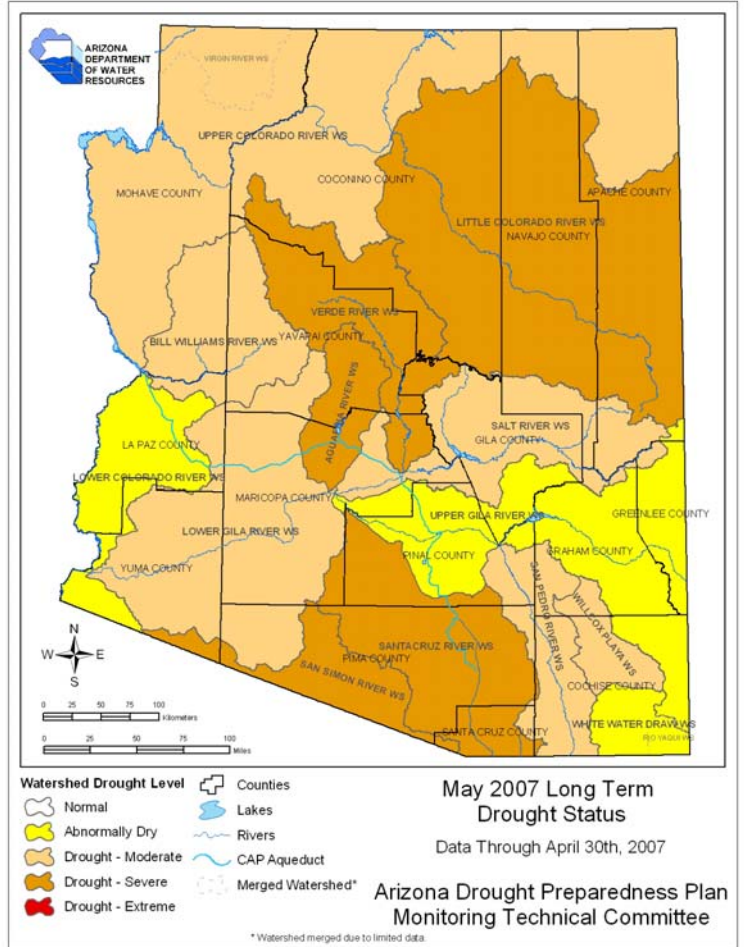 ARIZONA
DEPARTMENT
OF WATER
RESOURCES
VIRGIN RIVER WS
UPPER COLORADO RIVER WS
COCONINO COUNTY
MOHAVE COUNTY
APACHE COUNTY
LITTLE COLORADO RIVER WS
NAVAJO COUNTY
VERDE RIVER WS
YAVAPAI COUNTY
BILL WILLIAMS RIVER WS
AGUA FRIA RIVER WS
SALT RIVER WS
GILA COUNTY
LA PAZ COUNTY
LOWER COLORADO RIVER WS
MARICOPA COUNTY
UPPER GILA RIVER WS
GREENLEE COUNTY
LOWER GILA RIVER WS
PINAL COUNTY
GRAHAM COUNTY
YUMA COUNTY
SAN PEDRO RIVER WS
WILLCOX PLAYA WS
SANTA CRUZ RIVER WS
PIMA COUNTY
SAN SIMON RIVER WS
COCHISE COUNTY
WHITE WATER DRAW WS
SANTA CRUZ COUNTY
RIO YAQUI WS
N
W E
S
0 25 50 75 100
Kilometers
0 25 50 75 100
Miles
Watershed Drought Level
Normal
Abnormally Dry
Drought - Moderate
Drought - Severe
Drought - Extreme
Counties
Lakes
Rivers
CAP Aqueduct
Merged Watershed*
May 2007 Long Term
Drought Status
Data Through April 30th, 2007
Arizona Drought Preparedness Plan
Monitoring Technical Committee
* Watershed merged due to limited data.